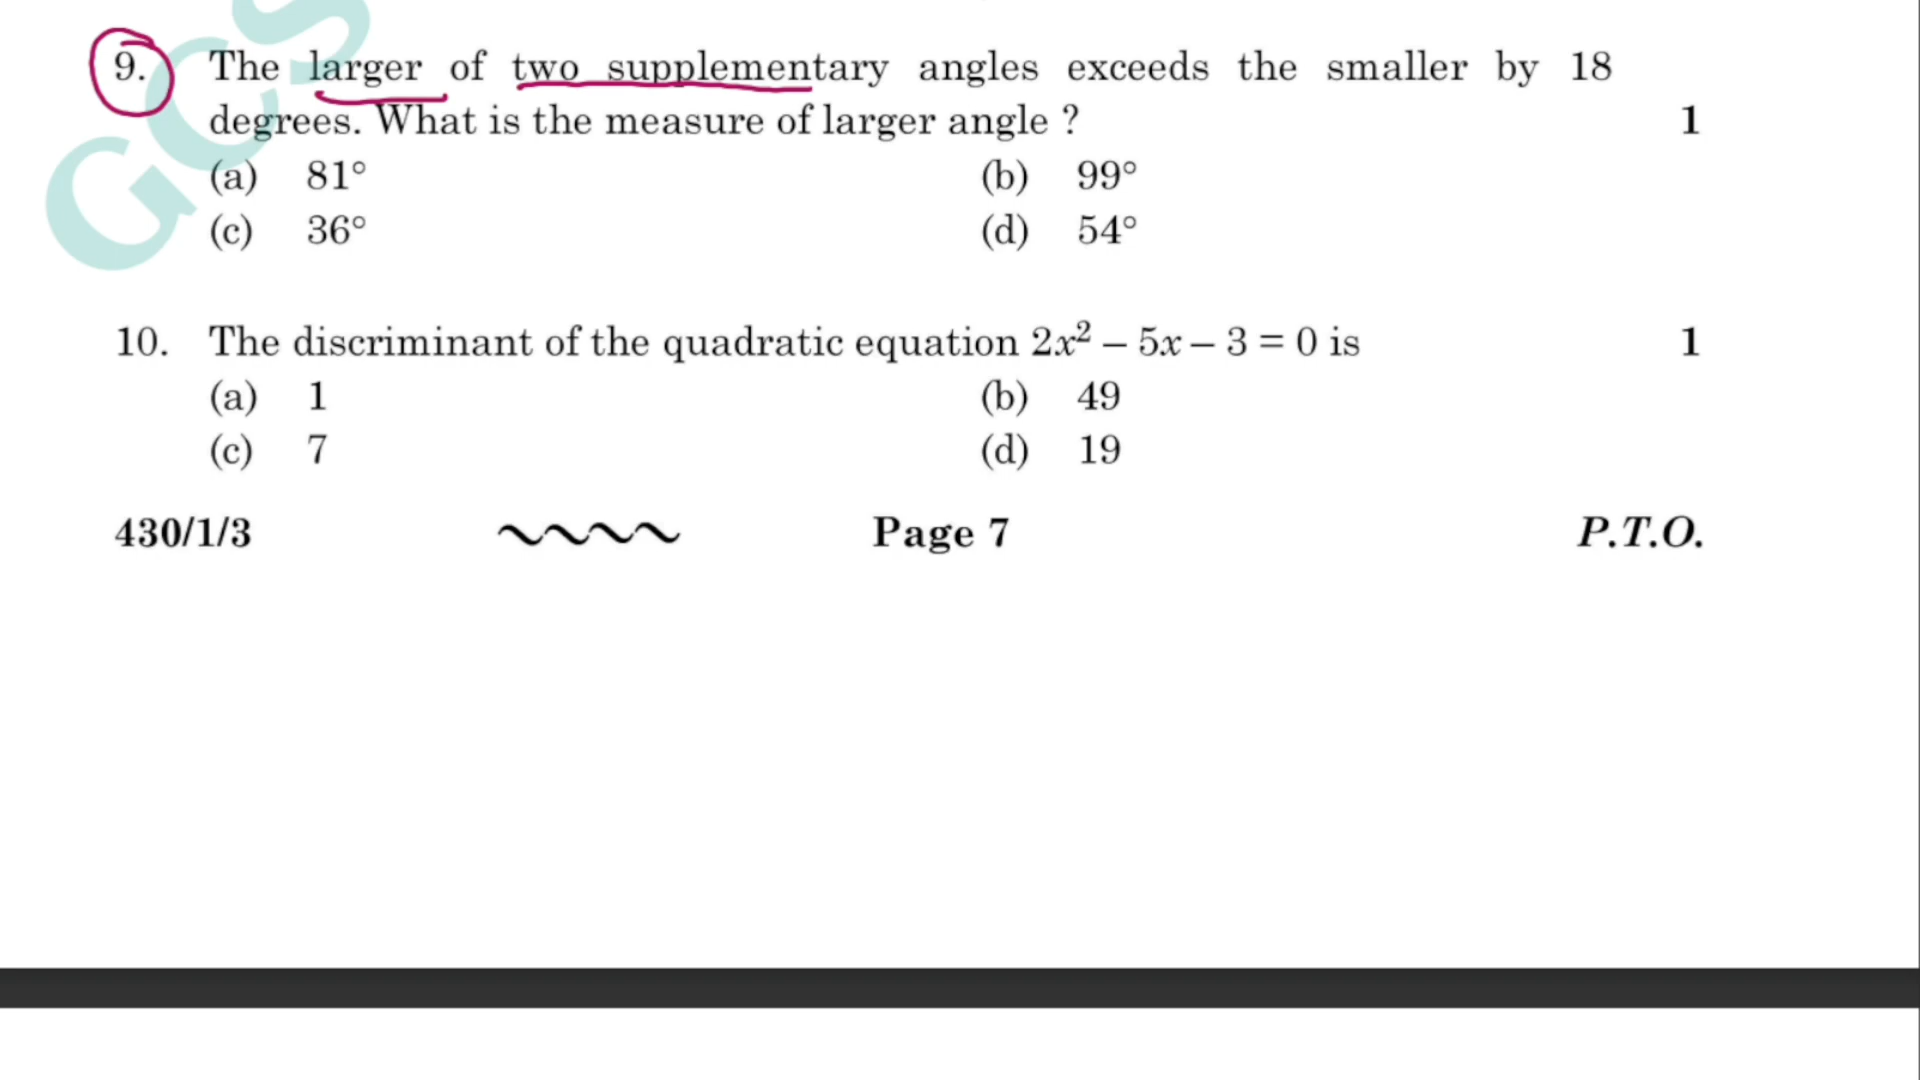 GCS
9. The larger of two supplementary angles exceeds the smaller by 18
degrees. What is the measure of larger angle ? 1
(a) 81° (b) 99°
(c) 36° (d) 54°
10. The discriminant of the quadratic equation 2x² – 5x – 3 = 0 is 1
(a) 1 (b) 49
(c) 7 (d) 19
430/1/3 Page 7 P.T.O.